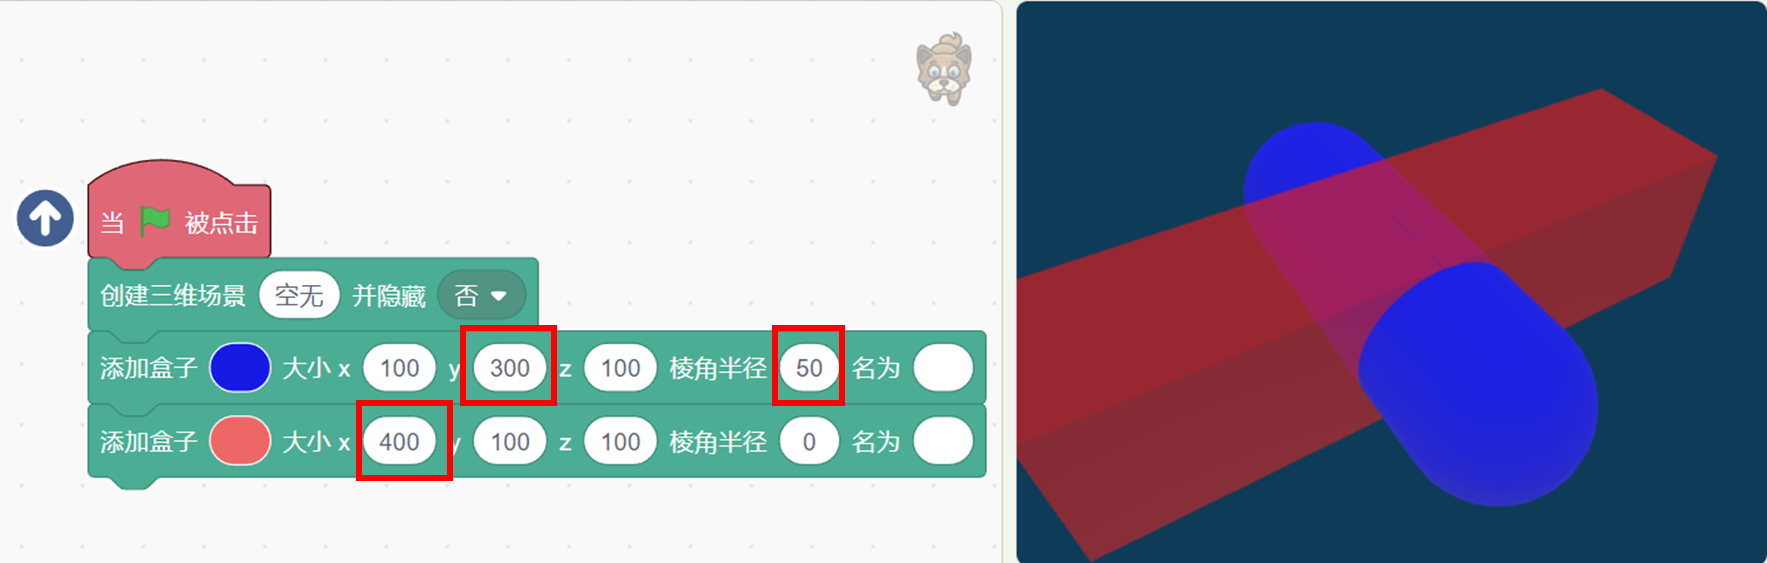 当 被点击
创建三维场景 空无 并隐藏 否
添加盒子 大小 x 100 y 300 z 100 棱角半径 50 名为
添加盒子 大小 x 400 y 100 z 100 棱角半径 0 名为